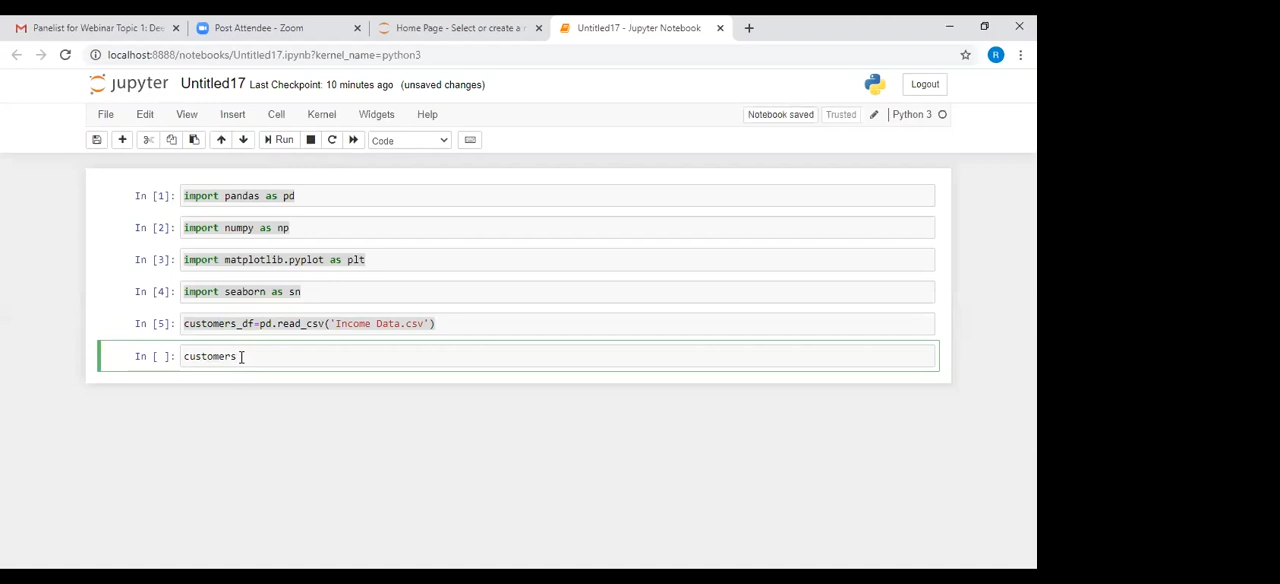 Panelist for Webinar Topic 1: De
Post Attendee - Zoom
Home Page - Select or create a n
Untitled17 - Jupyter Notebook
localhost:8888/notebooks/Untitled17.ipynb?kernel_name=python3
R
jupyter Untitled17 Last Checkpoint: 10 minutes ago (unsaved changes)
Logout
File Edit View Insert Cell Kernel Widgets Help
Notebook saved Trusted Python 3
Run Code
In [1]: import pandas as pd
In [2]: import numpy as np
In [3]: import matplotlib.pyplot as plt
In [4]: import seaborn as sn
In [5]: customers_df=pd.read_csv('Income Data.csv')
In [ ]: customers